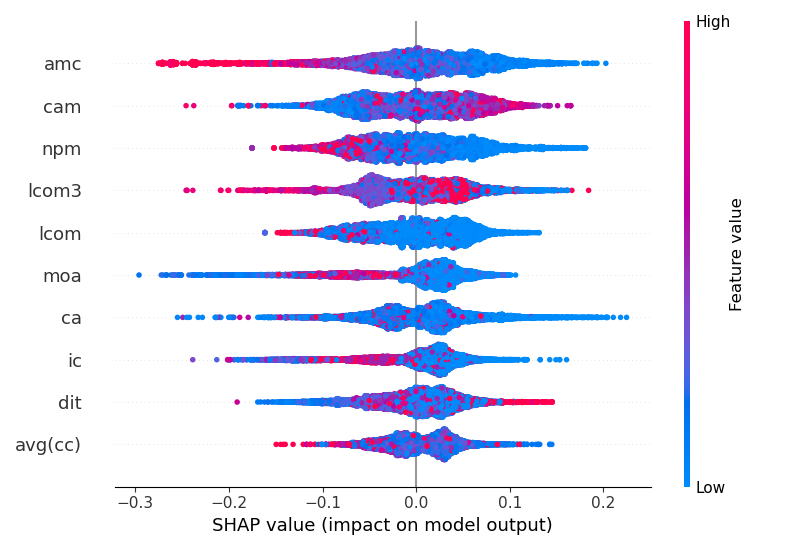 High
amc
cam
npm
lcom3
lcom
moa
ca
ic
dit
avg(cc)
Feature value
Low
−0.3 −0.2 −0.1 0.0 0.1 0.2
SHAP value (impact on model output)